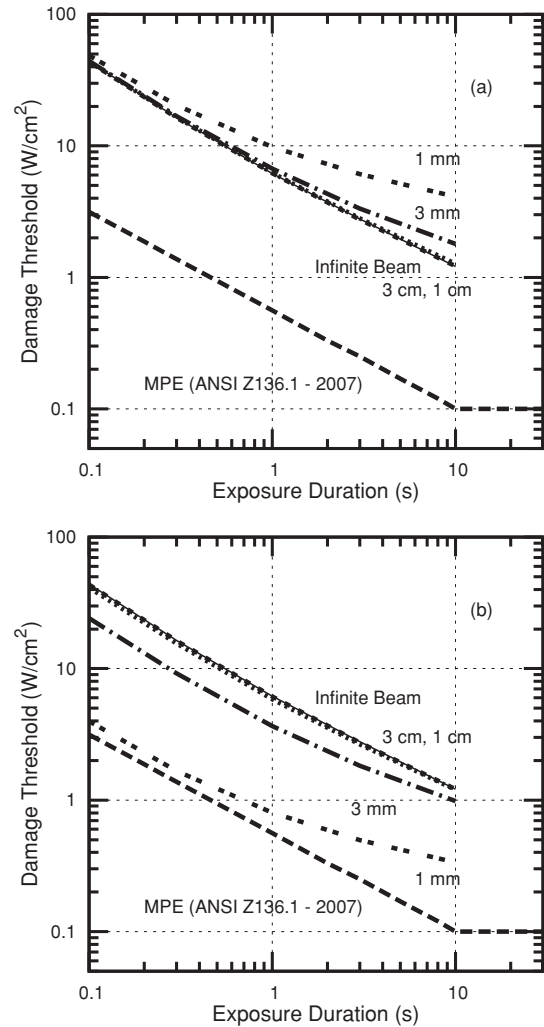 100
(a)
10
1 mm
3 mm
1
Infinite Beam
3 cm, 1 cm
MPE (ANSI Z136.1 - 2007)
0.1
0.1
1
10
Damage Threshold (W/cm²)
Exposure Duration (s)
100
(b)
10
Infinite Beam
3 cm, 1 cm
1
3 mm
1 mm
MPE (ANSI Z136.1 - 2007)
0.1
0.1
1
10
Damage Threshold (W/cm²)
Exposure Duration (s)